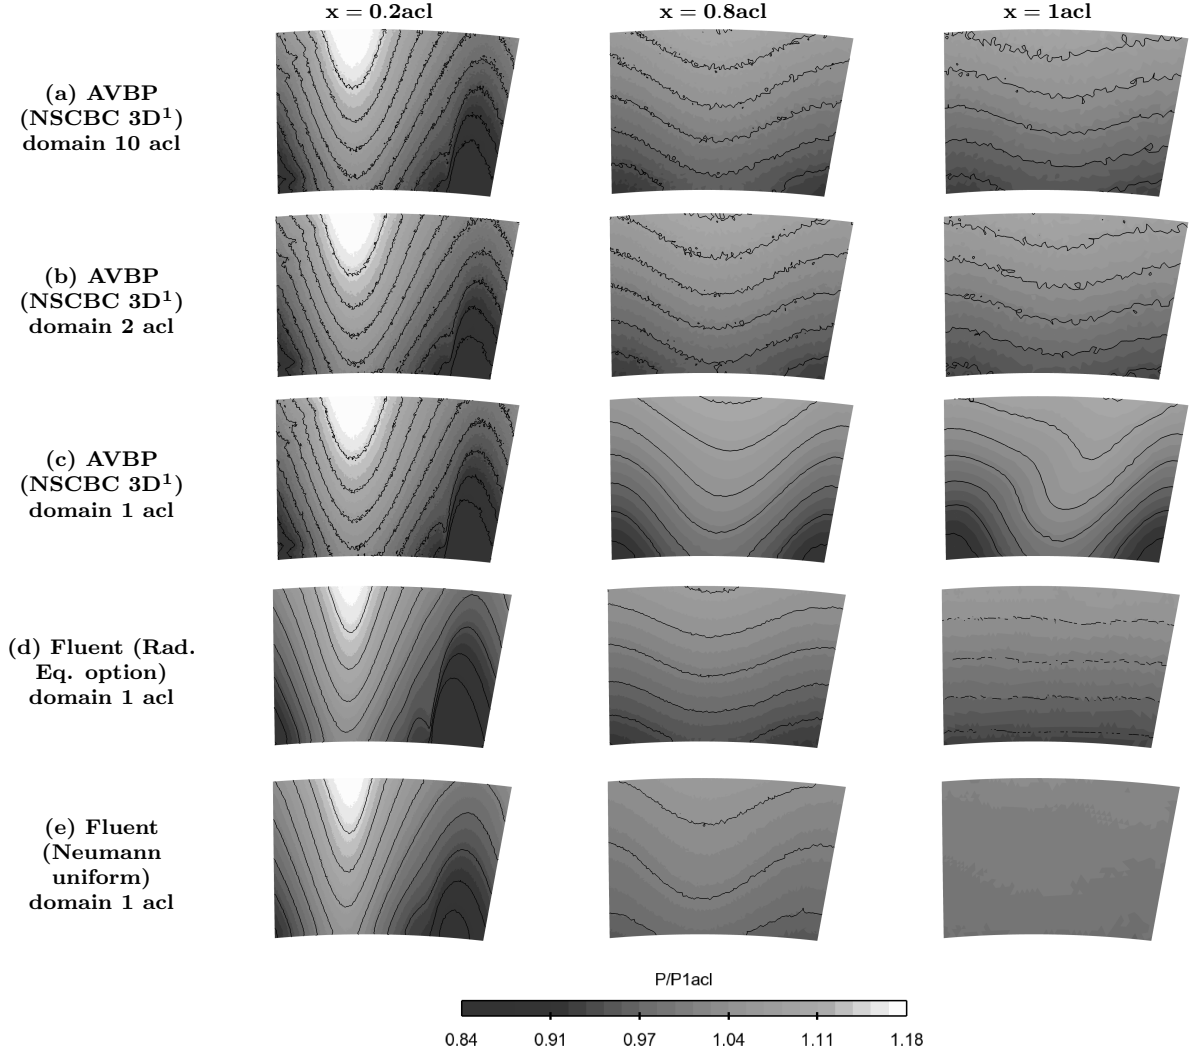 x = 0.2acl
x = 0.8acl
x = 1acl
(a) AVBP
(NSCBC 3D¹)
domain 10 acl
(b) AVBP
(NSCBC 3D¹)
domain 2 acl
(c) AVBP
(NSCBC 3D¹)
domain 1 acl
(d) Fluent (Rad.
Eq. option)
domain 1 acl
(e) Fluent
(Neumann
uniform)
domain 1 acl
P/P1acl
0.84 0.91 0.97 1.04 1.11 1.18